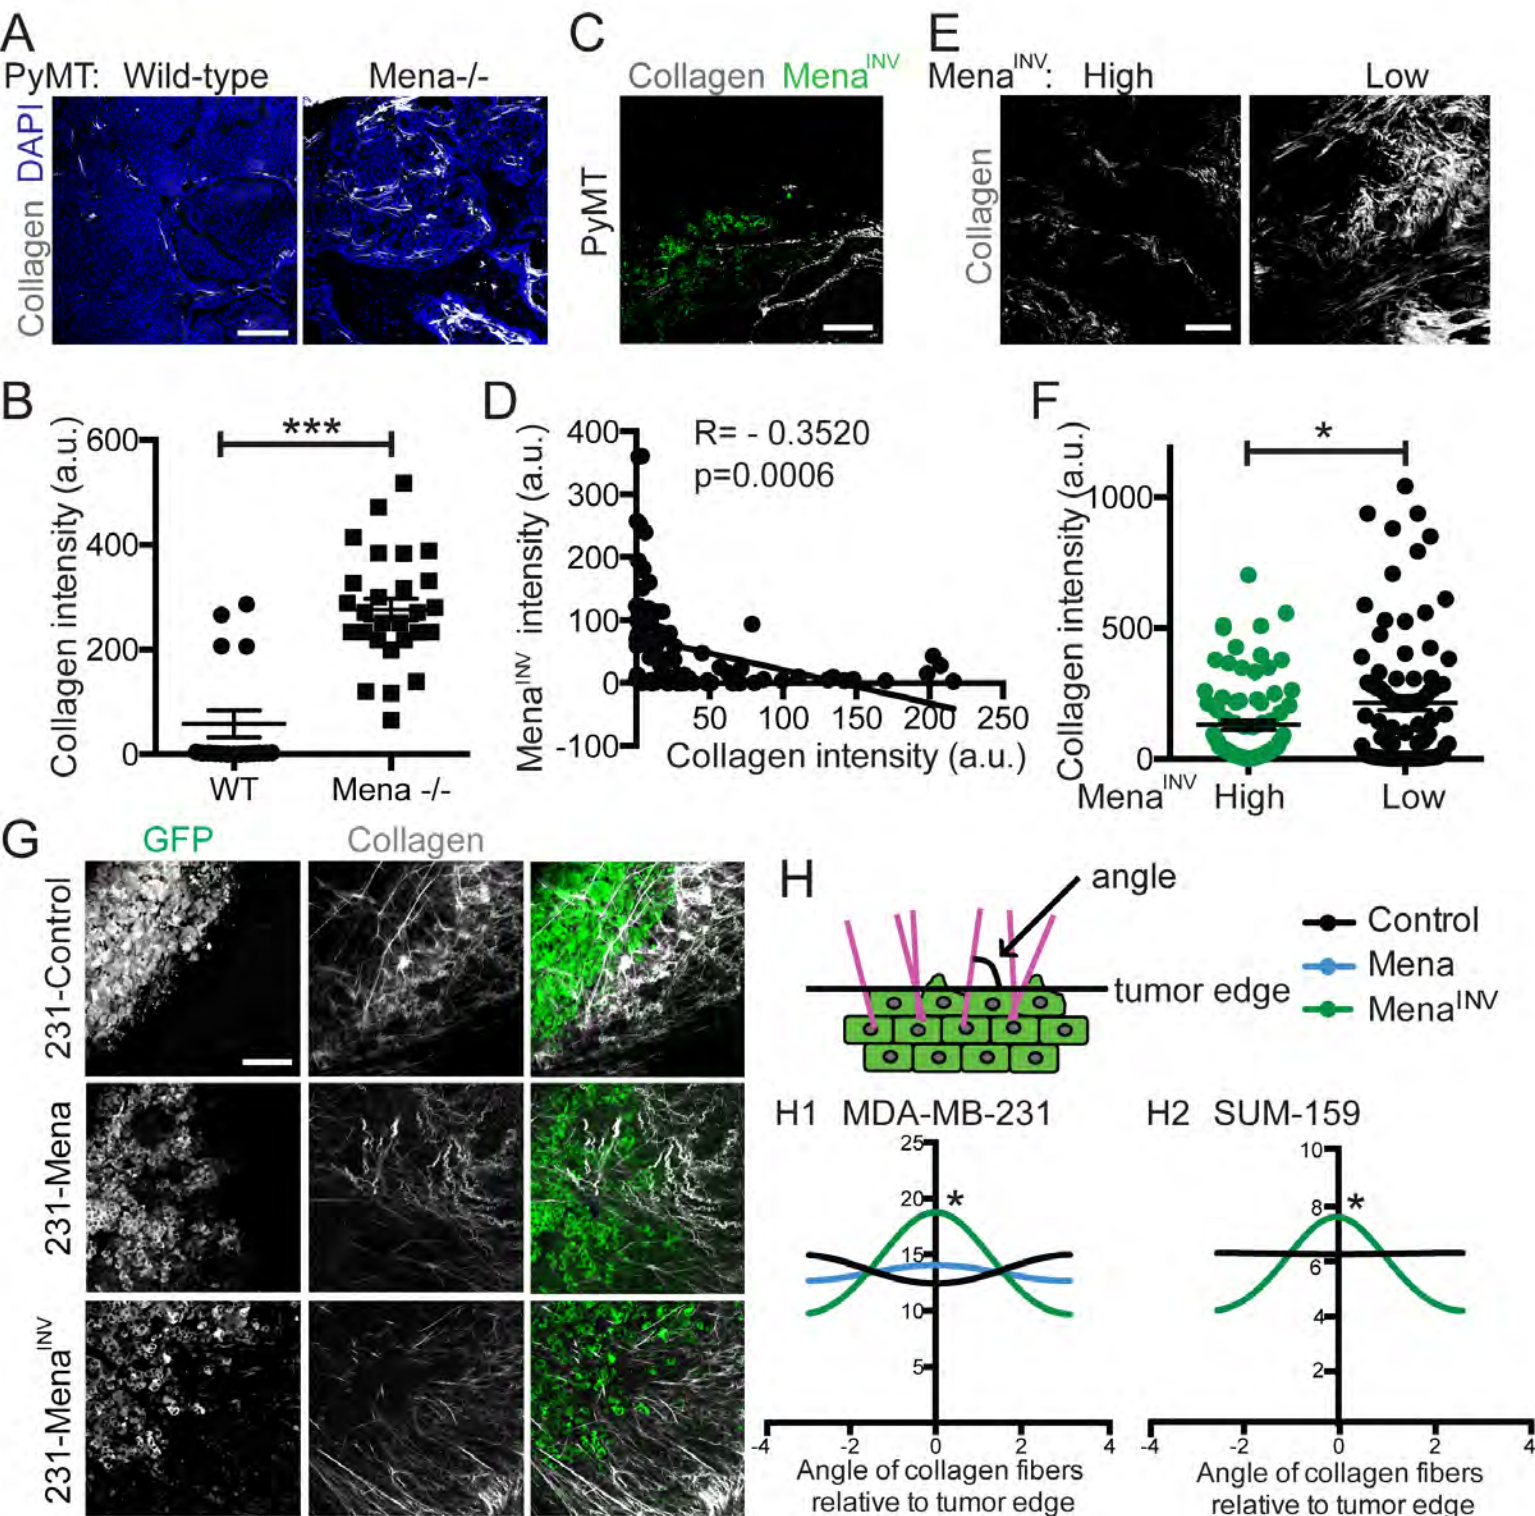 A
PyMT: Wild-type Mena-/-
Collagen DAPI
C
Collagen Mena^INV
PyMT
E
Mena^INV: High Low
Collagen
B
Collagen intensity (a.u.)
600
400
200
0
***
WT Mena -/-
D
Mena^INV intensity (a.u.)
400
300
200
100
0
-100
R= - 0.3520
p=0.0006
50 100 150 200 250
Collagen intensity (a.u.)
F
Collagen intensity (a.u.)
1000
500
0
*
Mena^INV High Low
G
GFP Collagen
231-Control
231-Mena
231-Mena^INV
H
angle
tumor edge
Control
Mena
Mena^INV
H1 MDA-MB-231
25
20
15
10
5
*
-4 -2 0 2 4
Angle of collagen fibers
relative to tumor edge
H2 SUM-159
10
8
6
4
2
*
-4 -2 0 2 4
Angle of collagen fibers
relative to tumor edge